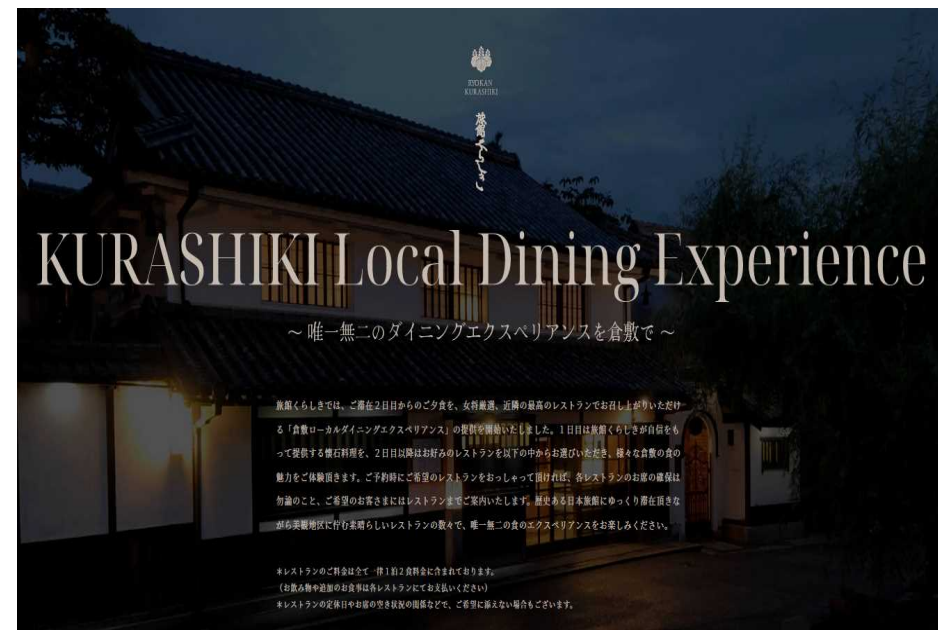 RYOKAN
KURASHIKI
旅館くらしき
KURASHIKI Local Dining Experience
～ 唯一無二のダイニングエクスペリアンスを倉敷で ～
旅館くらしきでは、ご滞在２日目からのご夕食を、女将厳選、近隣の最高のレストランでお召し上がりいただけ
る「倉敷ローカルダイニングエクスペリアンス」の提供を開始いたしました。１日目は旅館くらしきが自信をも
って提供する懐石料理を、２日目以降はお好みのレストランを以下の中からお選びいただき、様々な倉敷の食の
魅力をご体験頂きます。ご予約時にご希望のレストランをおっしゃって頂ければ、各レストランのお席の確保は
勿論のこと、ご希望のお客さまにはレストランまでご案内いたします。歴史ある日本旅館にゆっくり滞在頂きな
がら美観地区に佇む素晴らしいレストランの数々で、唯一無二の食のエクスペリアンスをお楽しみください。
＊レストランのご料金は全て一律１泊２食料金に含まれております。
（お飲み物や追加のお食事は各レストランにてお支払いください）
＊レストランの定休日やお席の空き状況の関係などで、ご希望に添えない場合もございます。